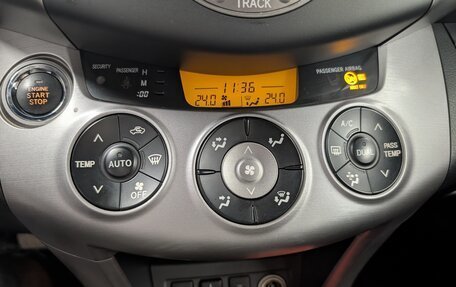 TRACK
SECURITY PASSENGER H
M
:00
11:36
24.0 24.0
PASSENGER AIRBAG
ENGINE
START
STOP
TEMP AUTO
OFF
A/C
DUAL
PASS
TEMP